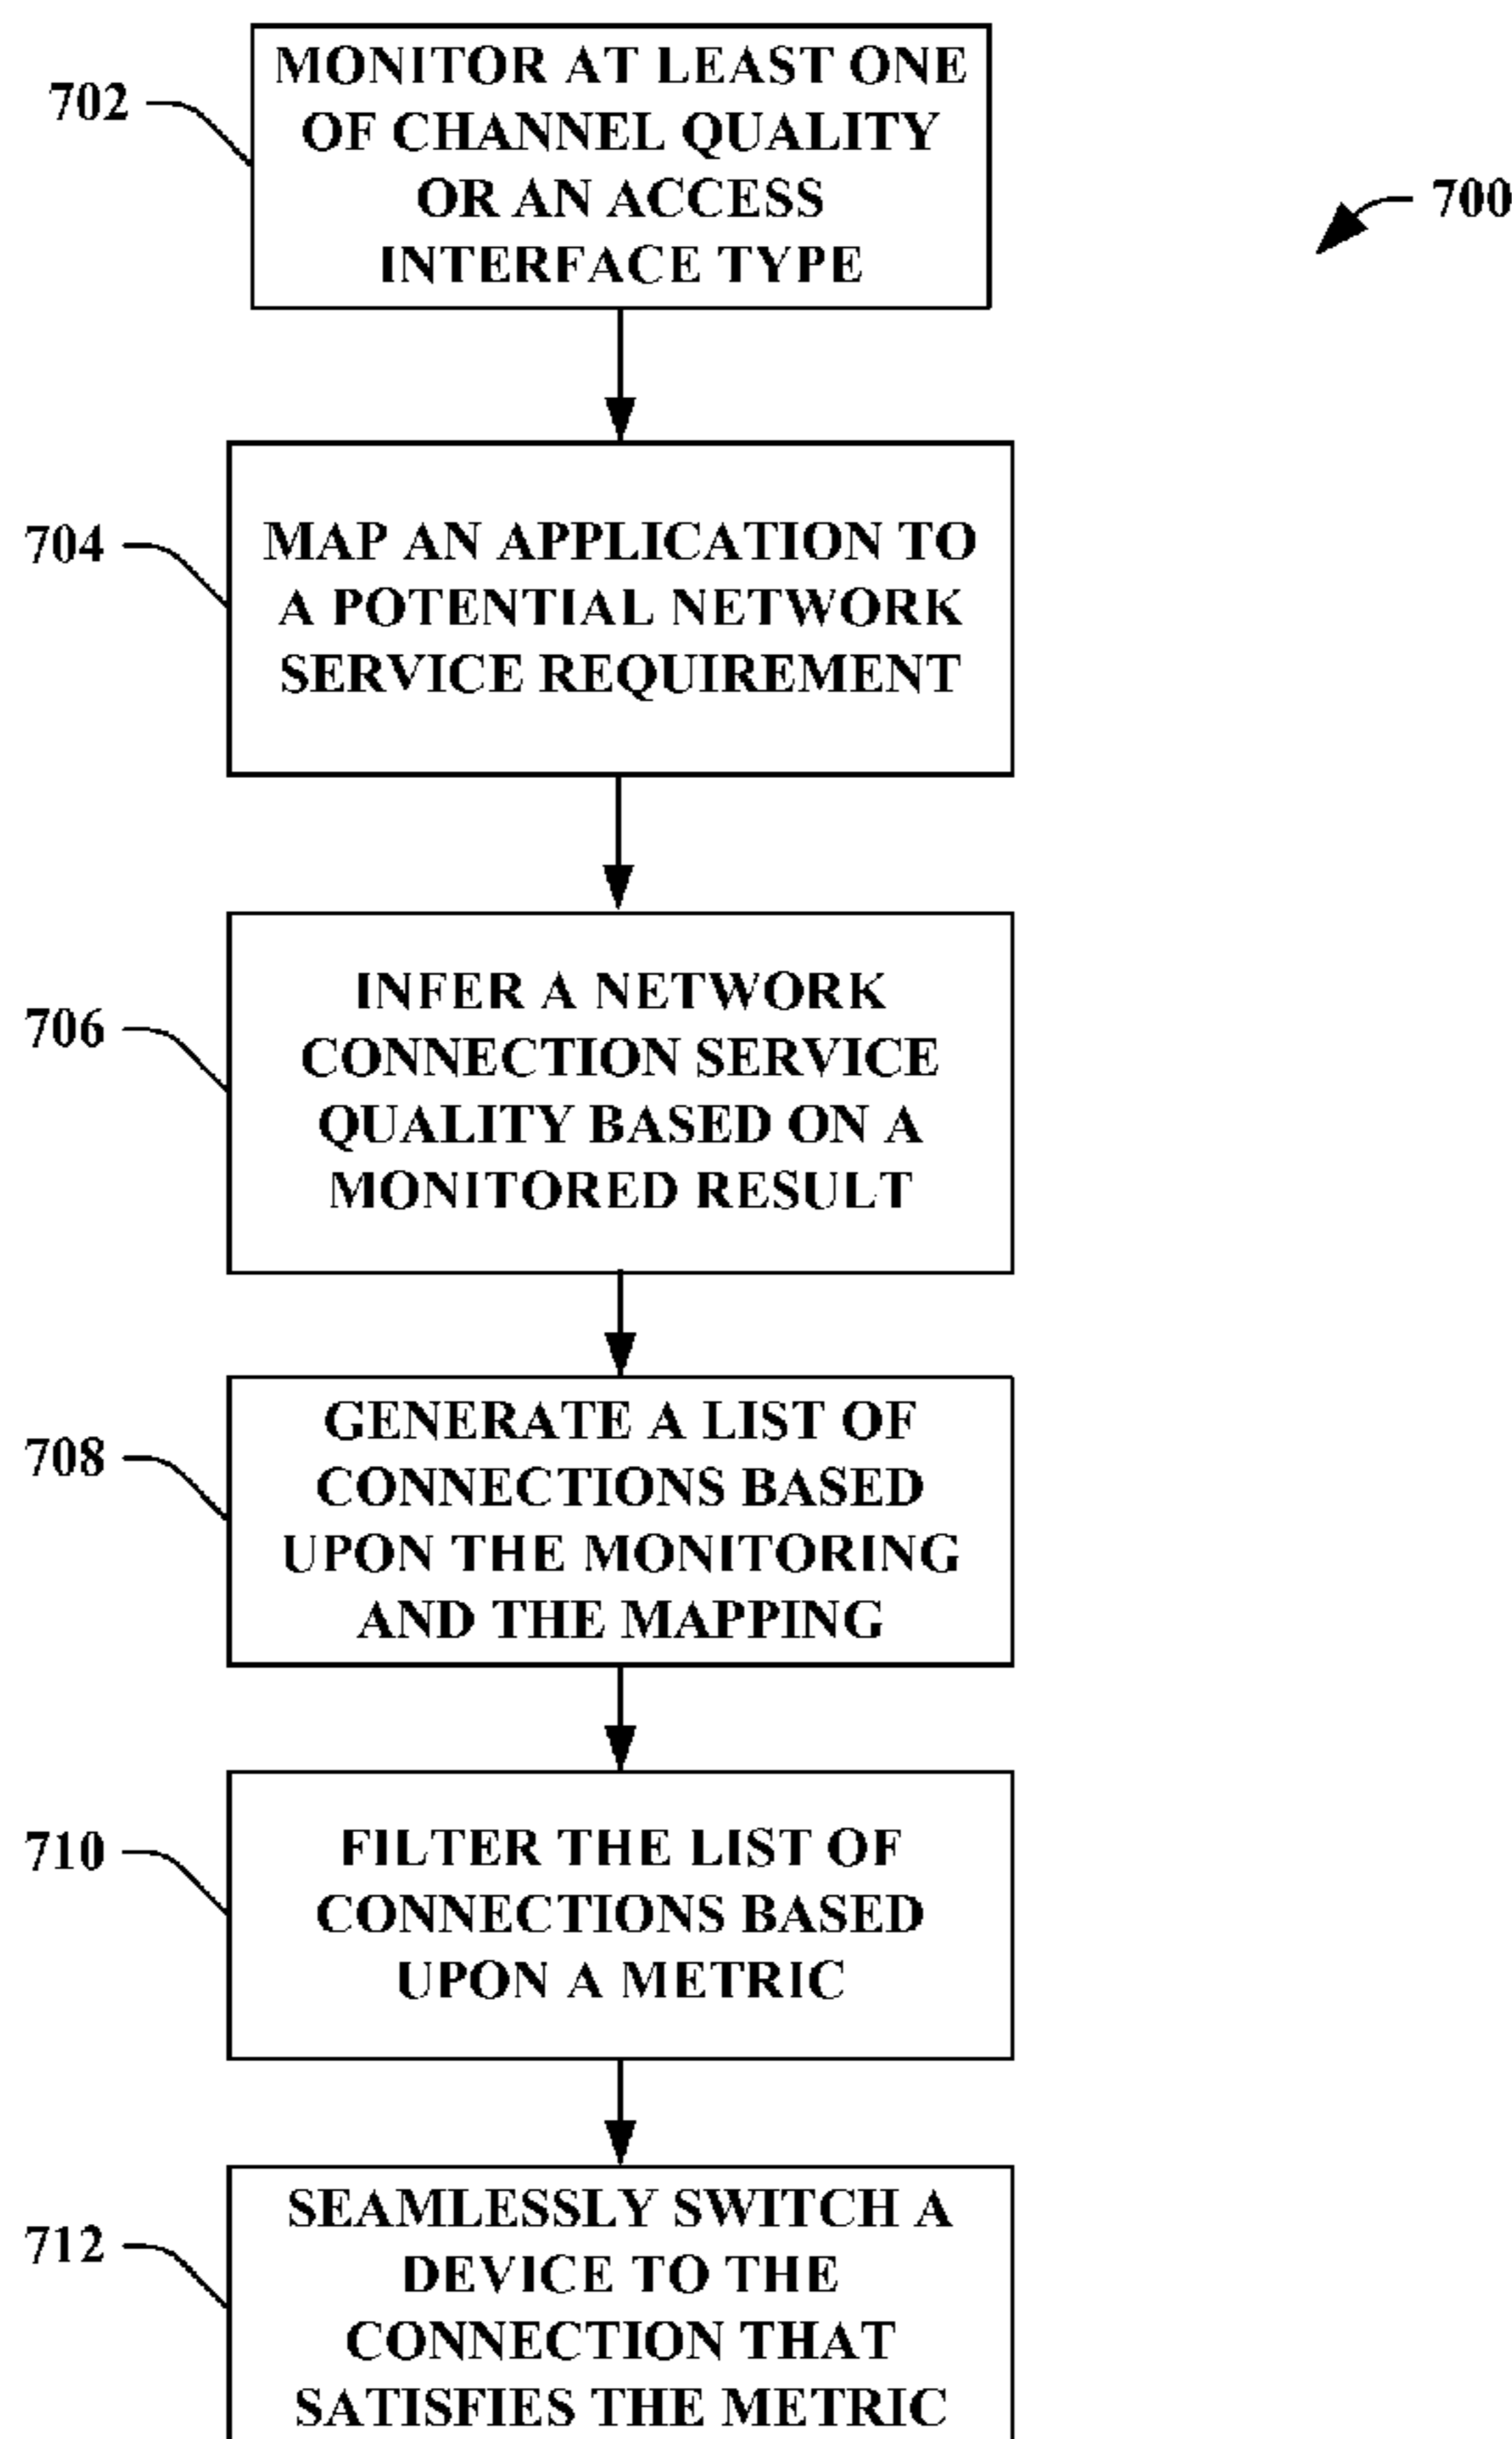 702
MONITOR AT LEAST ONE
OF CHANNEL QUALITY
OR AN ACCESS
INTERFACE TYPE
700
704
MAP AN APPLICATION TO
A POTENTIAL NETWORK
SERVICE REQUIREMENT
706
INFER A NETWORK
CONNECTION SERVICE
QUALITY BASED ON A
MONITORED RESULT
708
GENERATE A LIST OF
CONNECTIONS BASED
UPON THE MONITORING
AND THE MAPPING
710
FILTER THE LIST OF
CONNECTIONS BASED
UPON A METRIC
712
SEAMLESSLY SWITCH A
DEVICE TO THE
CONNECTION THAT
SATISFIES THE METRIC